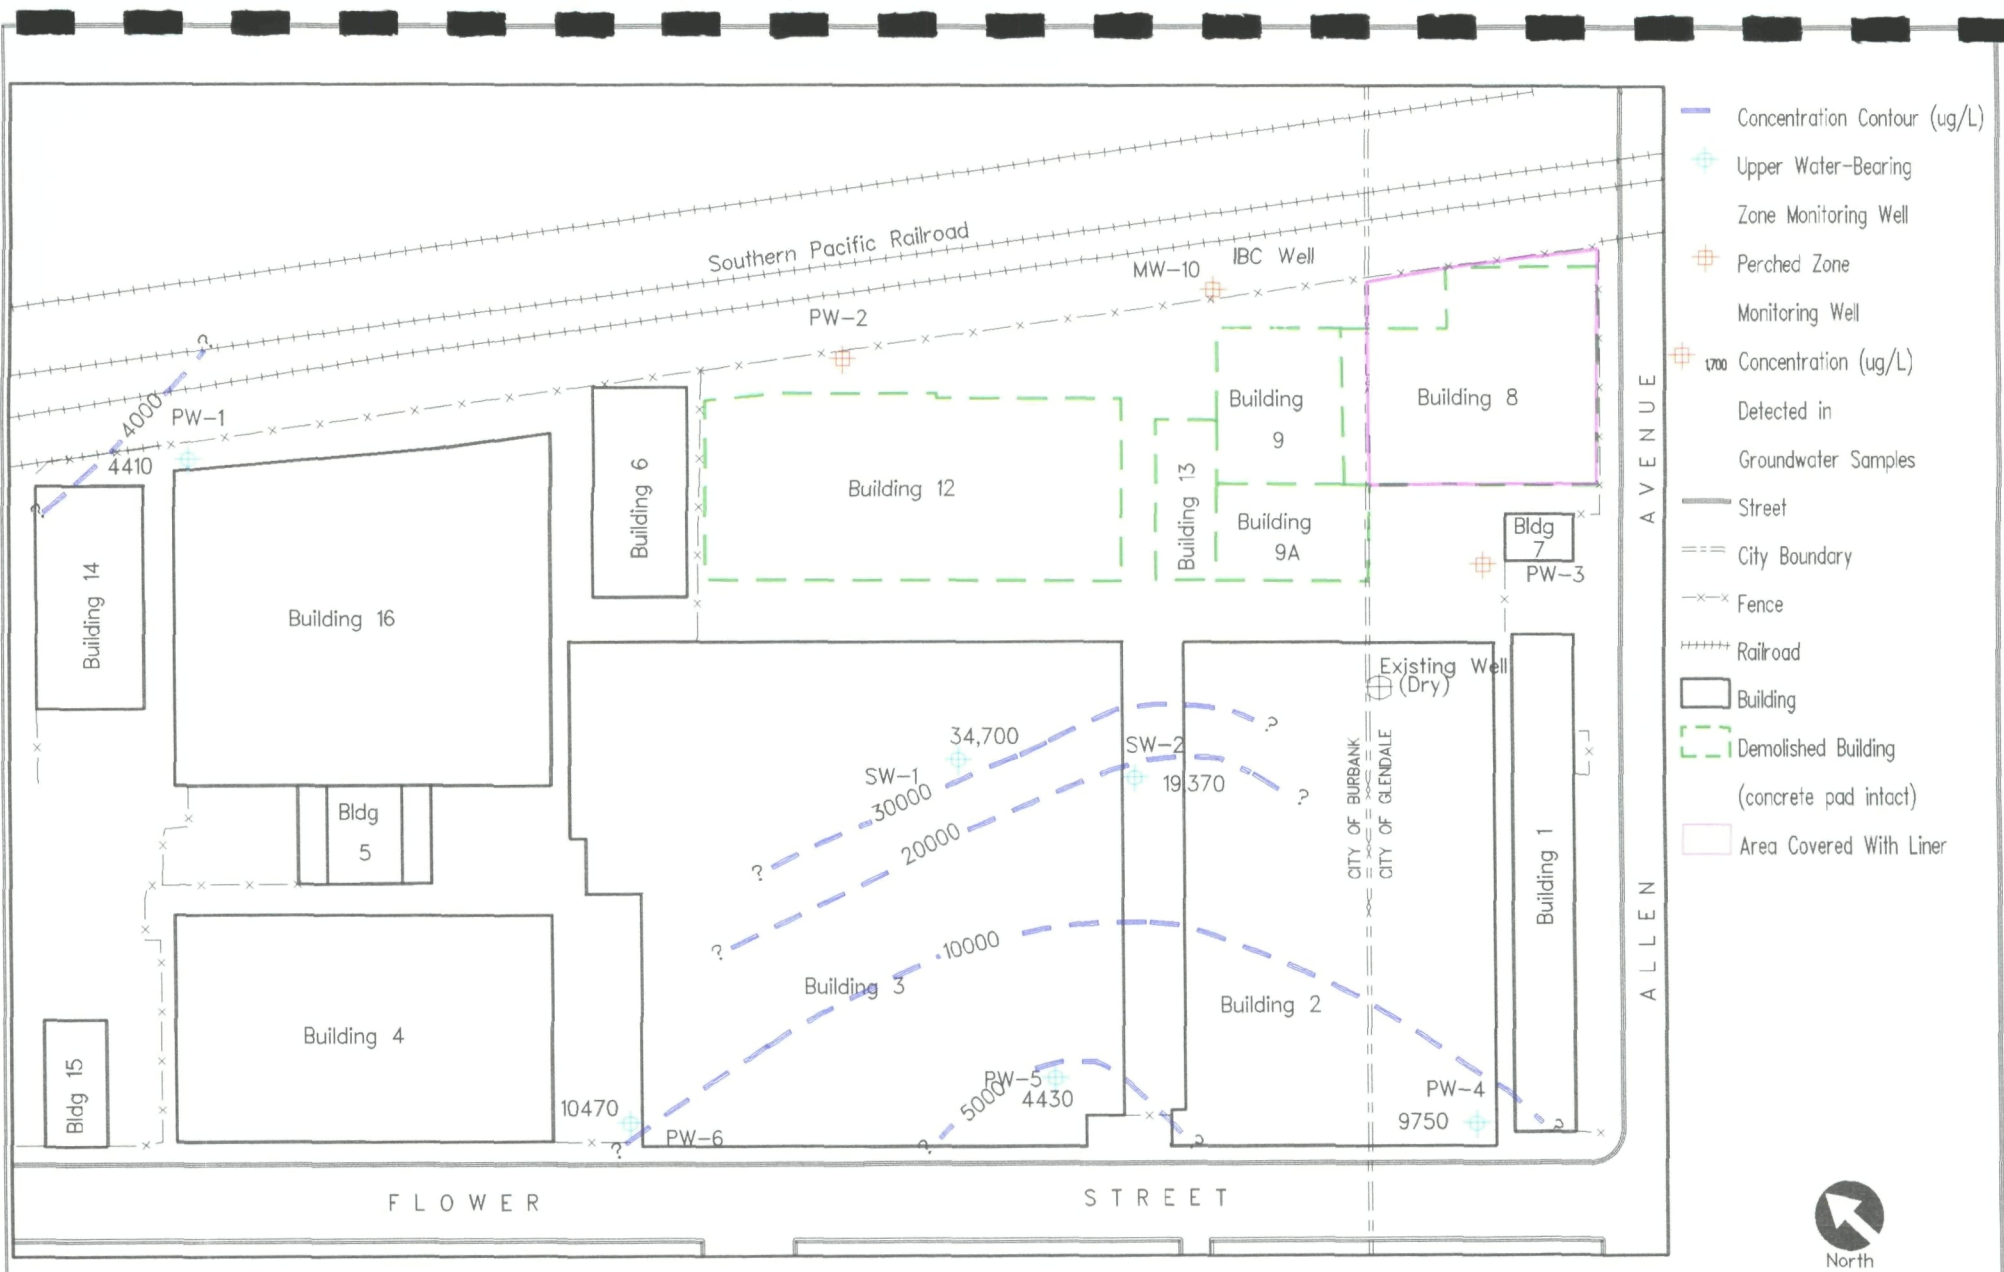 Southern Pacific Railroad
MW-10
IBC Well
PW-2
?
4000
PW-1
4410
?
Building 14
Building 16
Building 6
Building 12
Building 13
Building
9
Building
9A
Building 8
Bldg
7
PW-3
Existing Well
(Dry)
34,700
SW-1
30000
SW-2
19,370
?
?
?
20000
?
CITY OF BURBANK
CITY OF GLENDALE
Bldg
5
Building 1
10000
Building 3
Building 2
Building 4
Bldg 15
10470
PW-6
?
PW-5
5000
4430
?
?
PW-4
9750
?
FLOWER STREET
ALLEN AVENUE
Concentration Contour (ug/L)
Upper Water-Bearing
Zone Monitoring Well
Perched Zone
Monitoring Well
1,700 Concentration (ug/L)
Detected in
Groundwater Samples
Street
City Boundary
Fence
Railroad
Building
Demolished Building
(concrete pad intact)
Area Covered With Liner
North